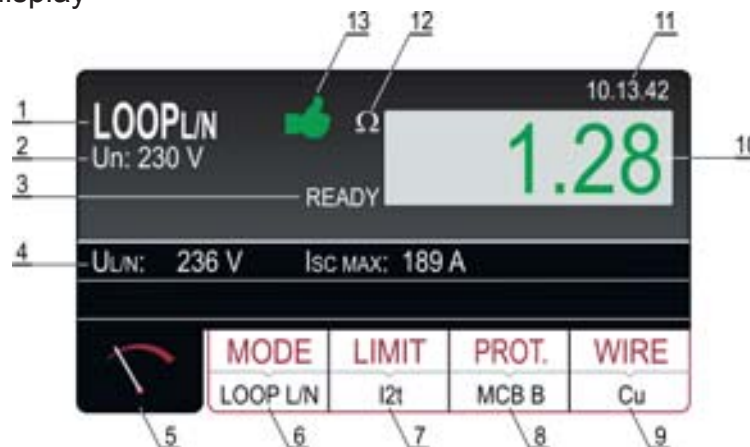 display
13 12 11
10.13.42
1 LOOPL/N Ω 1.28 10
2 Un: 230 V
3 READY
4 UL/N: 236 V ISC MAX: 189 A
MODE LIMIT PROT. WIRE
LOOP L/N I2t MCB B Cu
5 6 7 8 9